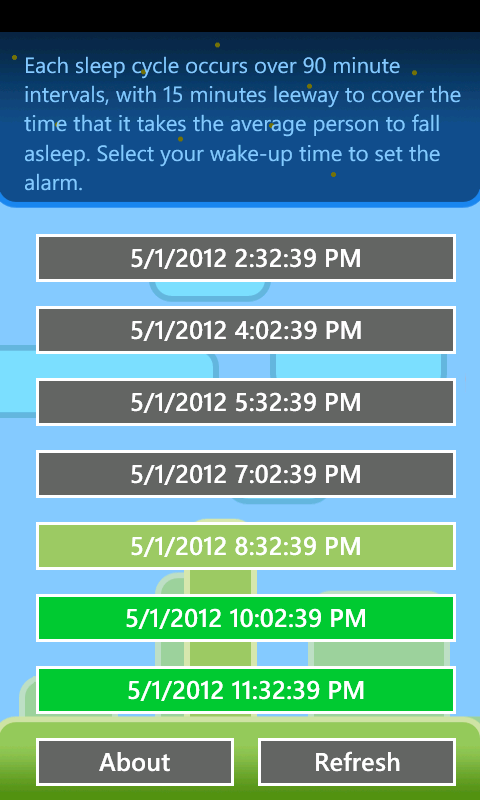 Each sleep cycle occurs over 90 minute
intervals, with 15 minutes leeway to cover the
time that it takes the average person to fall
asleep. Select your wake-up time to set the
alarm.
5/1/2012 2:32:39 PM
5/1/2012 4:02:39 PM
5/1/2012 5:32:39 PM
5/1/2012 7:02:39 PM
5/1/2012 8:32:39 PM
5/1/2012 10:02:39 PM
5/1/2012 11:32:39 PM
About
Refresh